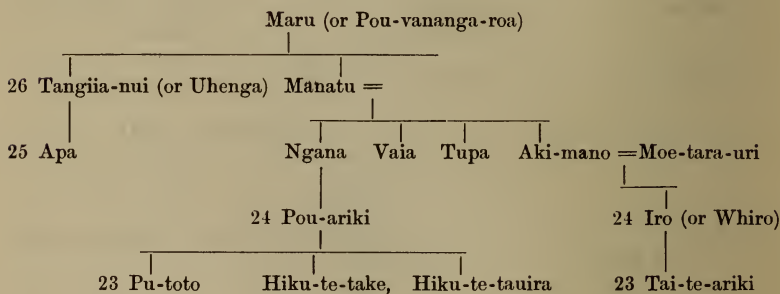 Maru (or Pou-vananga-roa)
26 Tangiia-nui (or Uhenga) Manatu =
25 Apa Ngana Vaia Tupa Aki-mano = Moe-tara-uri
24 Pou-ariki 24 Iro (or Whiro)
23 Pu-toto Hiku-te-take, Hiku-te-tauira 23 Tai-te-ariki